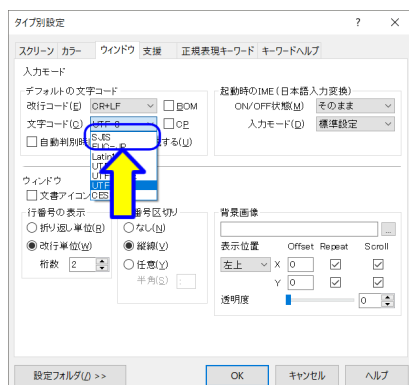 タイプ別設定 ? ×
スクリーン カラー ウィンドウ 支援 正規表現キーワード キーワードヘルプ
入力モード
デフォルトの文字コード
改行コード(E) CR+LF □BOM
文字コード(C) UTF-8 □CP
□自動判別時 する(U)
SJIS
EUC-JP
Latin1
UTF
UTF
UTF
CES
起動時のIME(日本語入力変換)
ON/OFF状態(M) そのまま
入力モード(D) 標準設定
ウィンドウ
□文書アイコン
行番号の表示
○折り返し単位(R)
◉改行単位(W)
桁数 2
番号区切り
○なし(N)
◉縦線(V)
○任意(Y)
半角(S) :
背景画像
...
表示位置 Offset Repeat Scroll
左上 X 0 ☑ ☑
Y 0 ☑ ☑
透明度 0
設定フォルダ(/) >> OK キャンセル ヘルプ